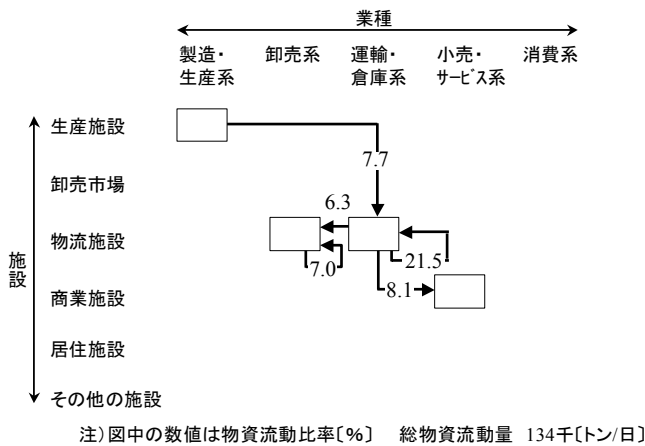 業種
製造・ 卸売系 運輸・ 小売・ 消費系
生産系 倉庫系 サービス系
施設
生産施設
7.7
卸売市場
6.3
物流施設
7.0 21.5
8.1
商業施設
居住施設
その他の施設
注)図中の数値は物資流動比率〔%〕 総物資流動量 134千〔トン/日〕